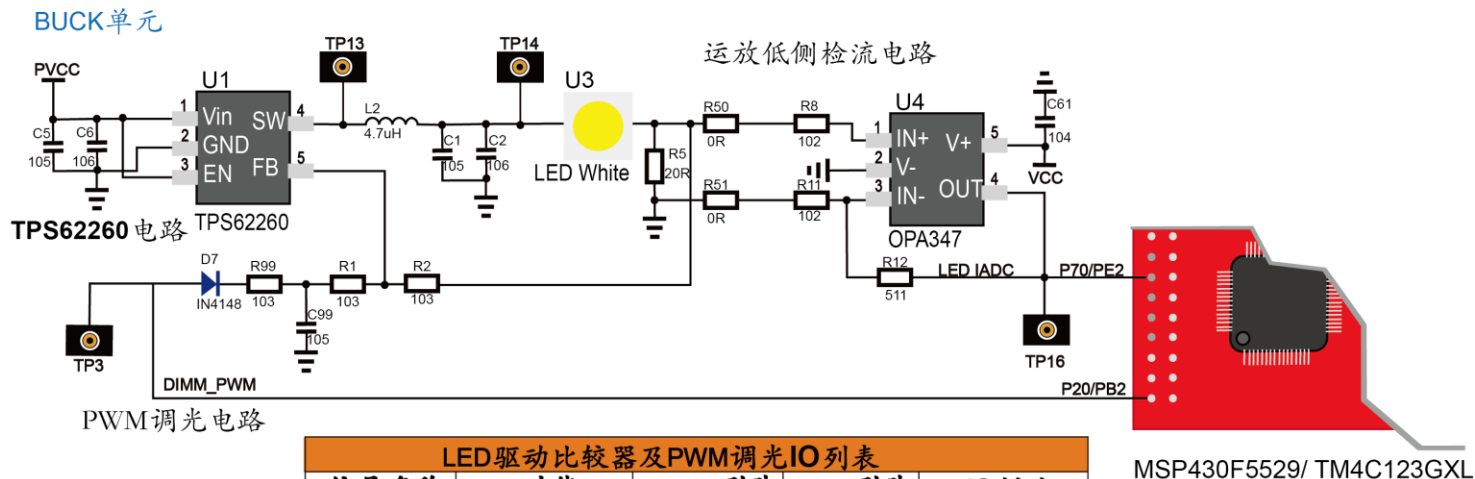 BUCK单元
PVCC
C5
105
C6
106
U1
1
Vin
2
GND
3
EN
SW
4
FB
5
TPS62260
TPS62260电路
TP13
L2
4.7uH
C1
105
C2
106
TP14
U3
LED White
运放低侧检流电路
R5
20R
R50
0R
R8
102
R51
0R
R11
102
U4
1
IN+
2
V-
3
IN-
V+
5
OUT
4
OPA347
C61
104
VCC
R12
511
LED IADC
P70/PE2
TP16
D7
IN4148
R99
103
R1
103
R2
103
C99
105
TP3
DIMM_PWM
P20/PB2
PWM调光电路
MSP430F5529/ TM4C123GXL
LED驱动比较器及PWM调光IO列表